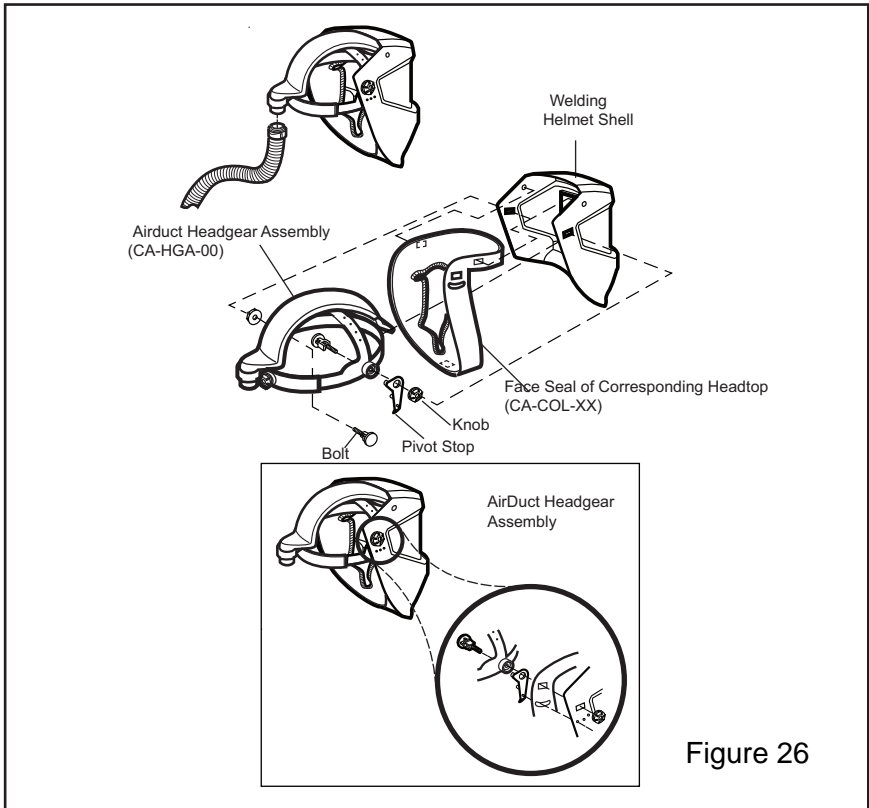 Welding
Helmet Shell
Airduct Headgear Assembly
(CA-HGA-00)
Face Seal of Corresponding Headtop
(CA-COL-XX)
Knob
Pivot Stop
Bolt
AirDuct Headgear
Assembly
Figure 26